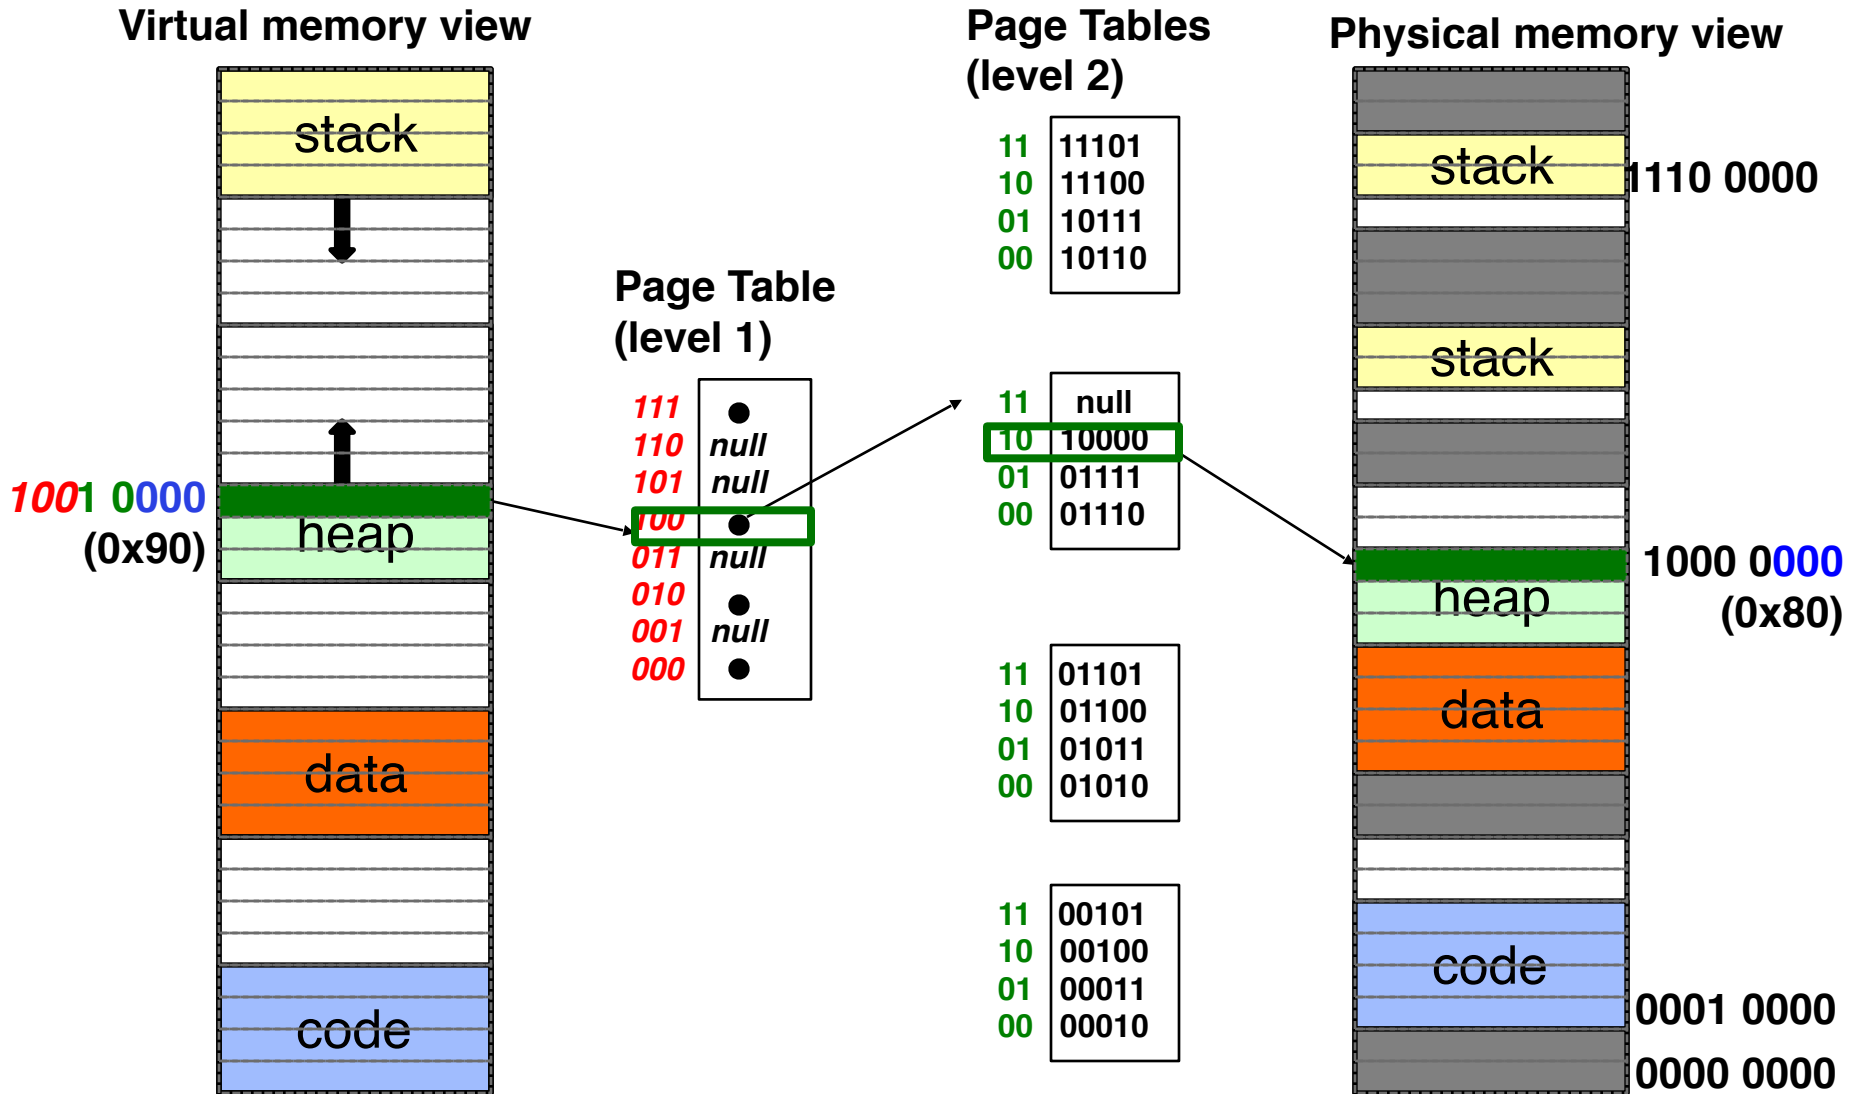 Virtual memory view
stack
1001 0000
(0x90)
heap
data
code
Page Table
(level 1)
111
110 null
101 null
100
011 null
010
001 null
000
Page Tables
(level 2)
11 11101
10 11100
01 10111
00 10110
11 null
10 10000
01 01111
00 01110
11 01101
10 01100
01 01011
00 01010
11 00101
10 00100
01 00011
00 00010
Physical memory view
stack 1110 0000
stack
1000 0000
heap (0x80)
data
code
0001 0000
0000 0000